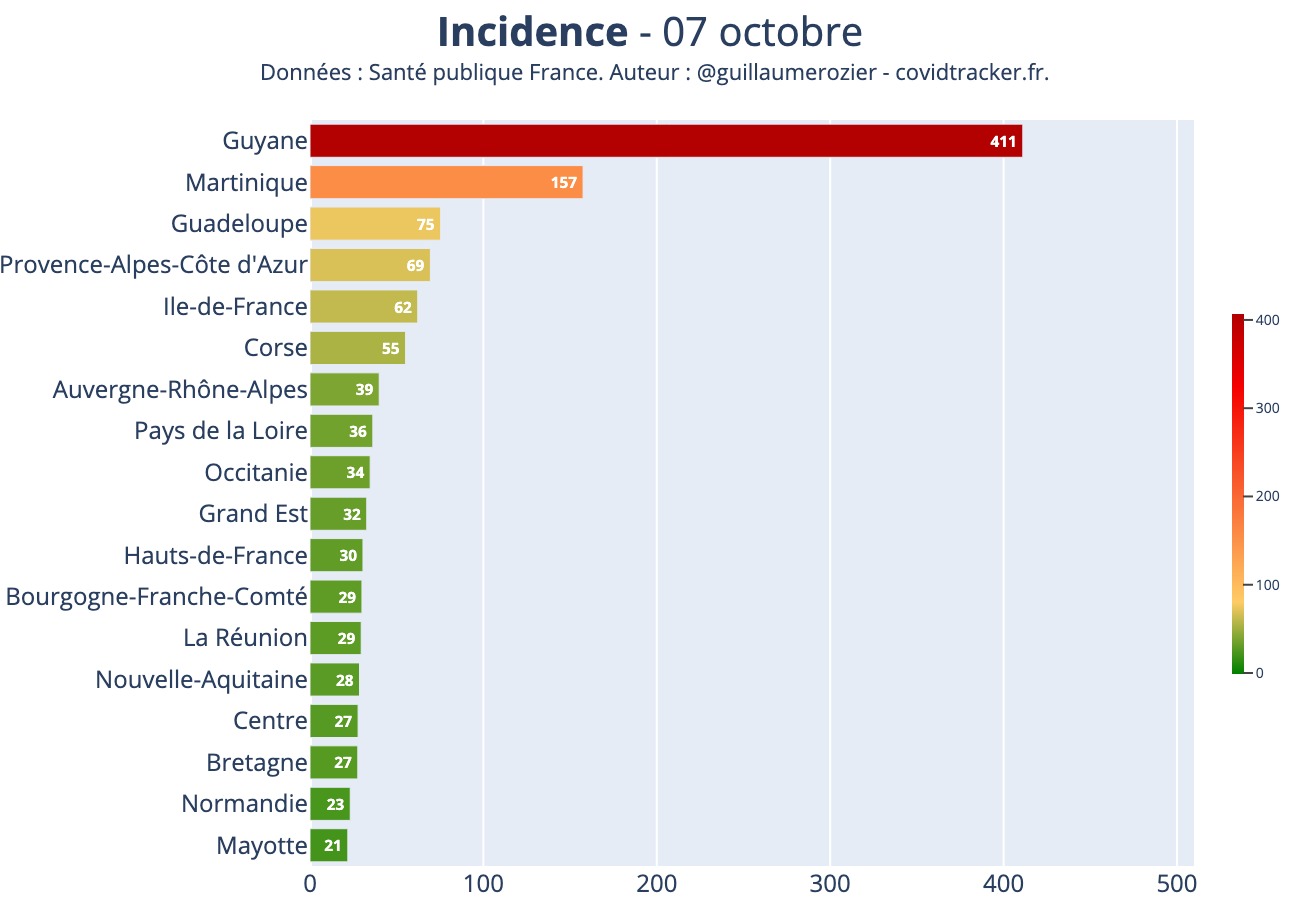 Incidence - 07 octobre
Données : Santé publique France. Auteur : @guillaumerozier - covidtracker.fr.
Guyane 411
Martinique 157
Guadeloupe 75
Provence-Alpes-Côte d'Azur 69
Ile-de-France 62
Corse 55
Auvergne-Rhône-Alpes 39
Pays de la Loire 36
Occitanie 34
Grand Est 32
Hauts-de-France 30
Bourgogne-Franche-Comté 29
La Réunion 29
Nouvelle-Aquitaine 28
Centre 27
Bretagne 27
Normandie 23
Mayotte 21
0 100 200 300 400 500
400
300
200
100
0